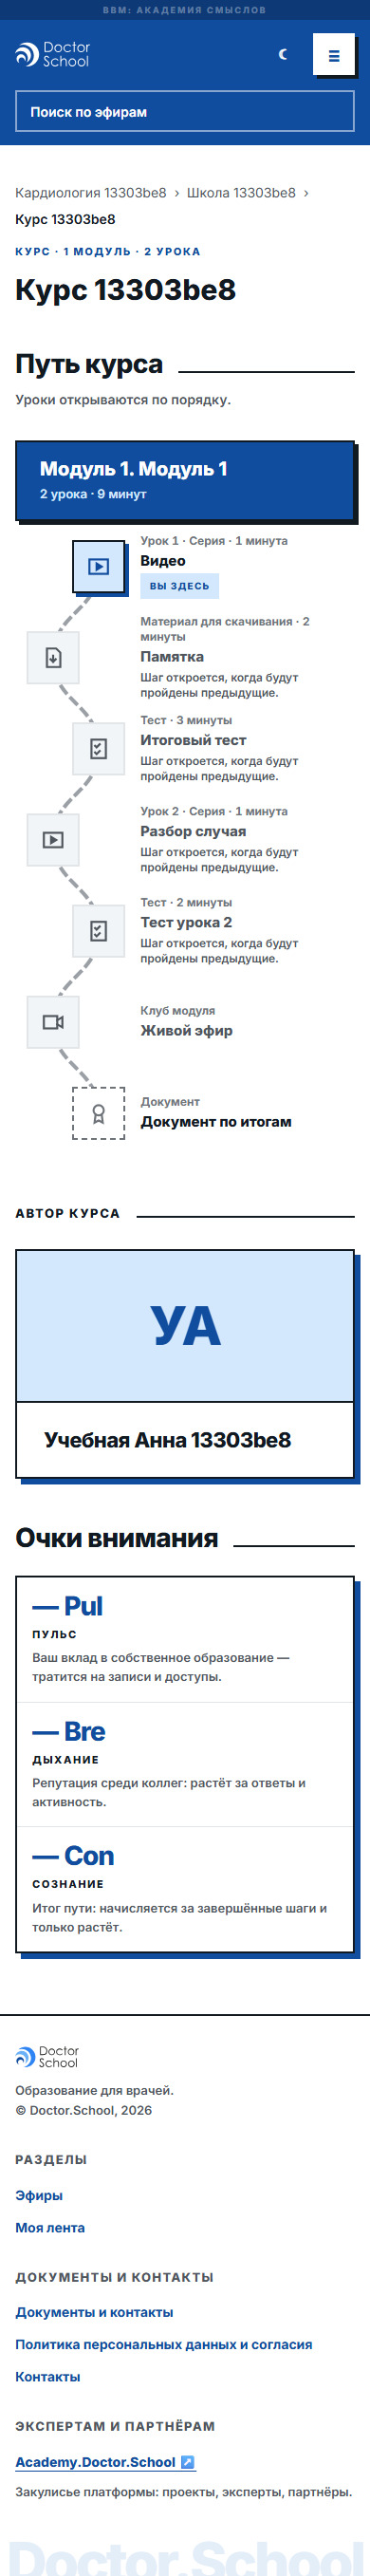 ВВМ: АКАДЕМИЯ СМЫСЛОВ
Doctor
School
Поиск по эфирам
Кардиология 13303be8 › Школа 13303be8 ›
Курс 13303be8
КУРС · 1 МОДУЛЬ · 2 УРОКА
Курс 13303be8
Путь курса
Уроки открываются по порядку.
Модуль 1. Модуль 1
2 урока · 9 минут
Урок 1 · Серия · 1 минута
Видео
ВЫ ЗДЕСЬ
Материал для скачивания · 2
минуты
Памятка
Шаг откроется, когда будут
пройдены предыдущие.
Тест · 3 минуты
Итоговый тест
Шаг откроется, когда будут
пройдены предыдущие.
Урок 2 · Серия · 1 минута
Разбор случая
Шаг откроется, когда будут
пройдены предыдущие.
Тест · 2 минуты
Тест урока 2
Шаг откроется, когда будут
пройдены предыдущие.
Клуб модуля
Живой эфир
Документ
Документ по итогам
АВТОР КУРСА
УА
Учебная Анна 13303be8
Очки внимания
— Pul
ПУЛЬС
Ваш вклад в собственное образование —
тратится на записи и доступы.
— Bre
ДЫХАНИЕ
Репутация среди коллег: растёт за ответы и
активность.
— Con
СОЗНАНИЕ
Итог пути: начисляется за завершённые шаги и
только растёт.
Doctor
School
Образование для врачей.
© Doctor.School, 2026
РАЗДЕЛЫ
Эфиры
Моя лента
ДОКУМЕНТЫ И КОНТАКТЫ
Документы и контакты
Политика персональных данных и согласия
Контакты
ЭКСПЕРТАМ И ПАРТНЁРАМ
Academy.Doctor.School ↗
Закулисье платформы: проекты, эксперты, партнёры.
Doctor.School